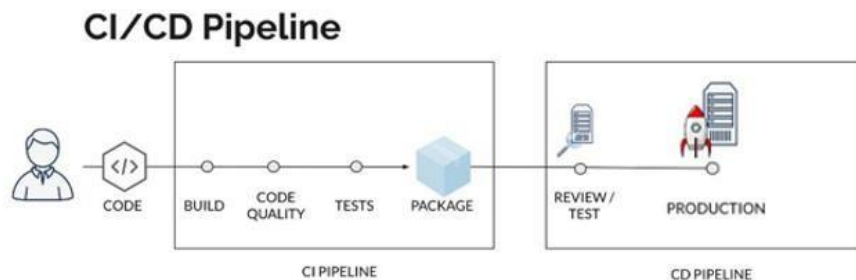 CI/CD Pipeline
</>
CODE
BUILD
CODE
QUALITY
TESTS
PACKAGE
REVIEW /
TEST
PRODUCTION
CI PIPELINE
CD PIPELINE